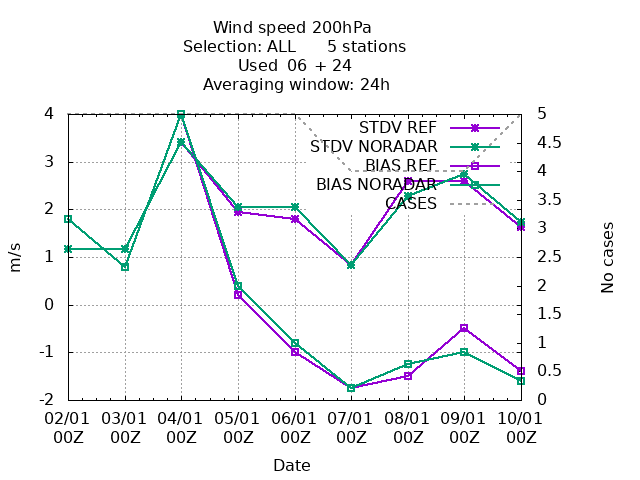 Wind speed 200hPa
Selection: ALL 5 stations
Used 06 + 24
Averaging window: 24h
4
3
2
1
0
-1
-2
m/s
5
4.5
4
3.5
3
2.5
2
1.5
1
0.5
0
No cases
STDV REF
STDV NORADAR
BIAS REF
BIAS NORADAR
CASES
02/01 03/01 04/01 05/01 06/01 07/01 08/01 09/01 10/01
00Z 00Z 00Z 00Z 00Z 00Z 00Z 00Z 00Z
Date